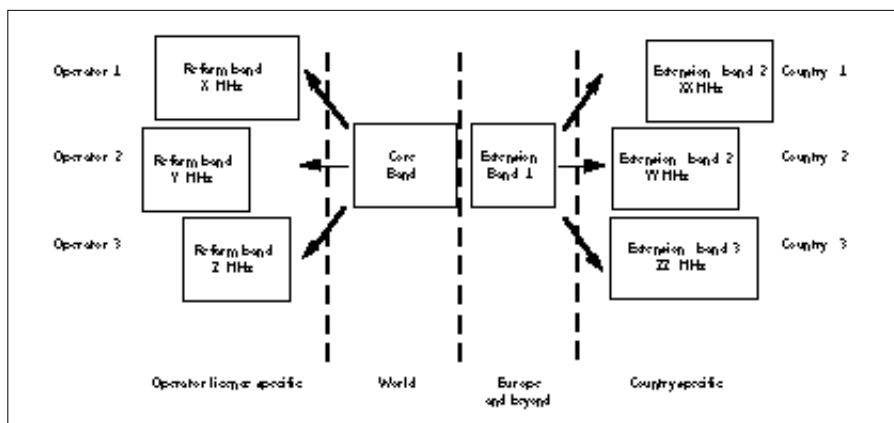 Operator 1
Reform band
X MHz
Extension band 2
XX MHz
Country 1
Operator 2
Reform band
Y MHz
Core
Band
Extension
Band 1
Extension band 2
YY MHz
Country 2
Operator 3
Reform band
Z MHz
Extension band 3
ZZ MHz
Country 3
Operator license specific
World
Europe
and beyond
Country specific